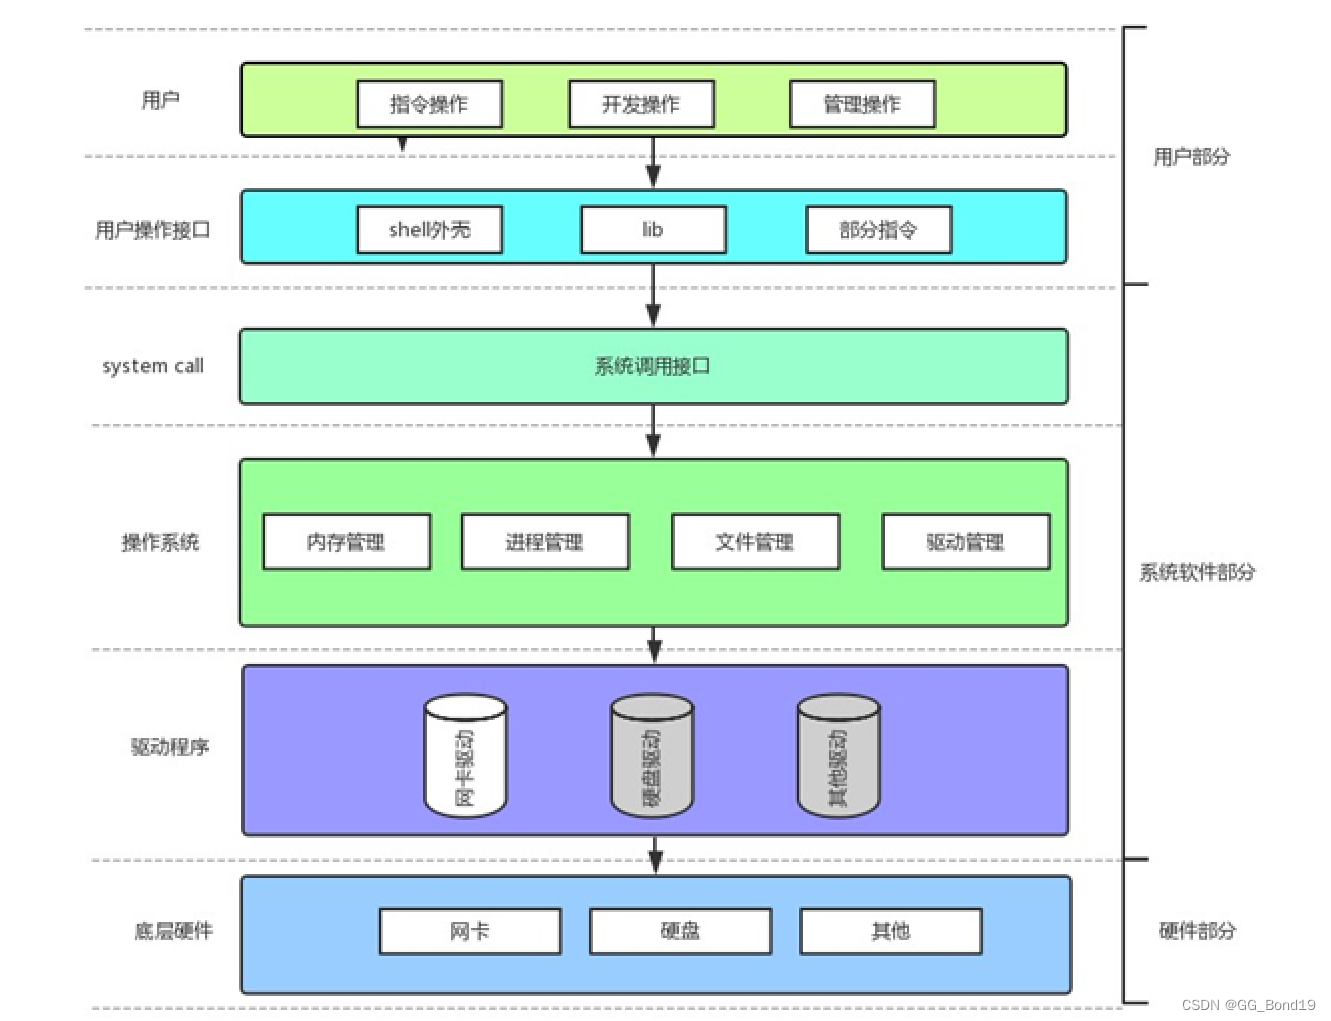 用户
指令操作
开发操作
管理操作
用户部分
用户操作接口
shell外壳
lib
部分指令
system call
系统调用接口
操作系统
内存管理
进程管理
文件管理
驱动管理
系统软件部分
驱动程序
网卡驱动
硬盘驱动
其他驱动
底层硬件
网卡
硬盘
其他
硬件部分
CSDN @GG_Bond19